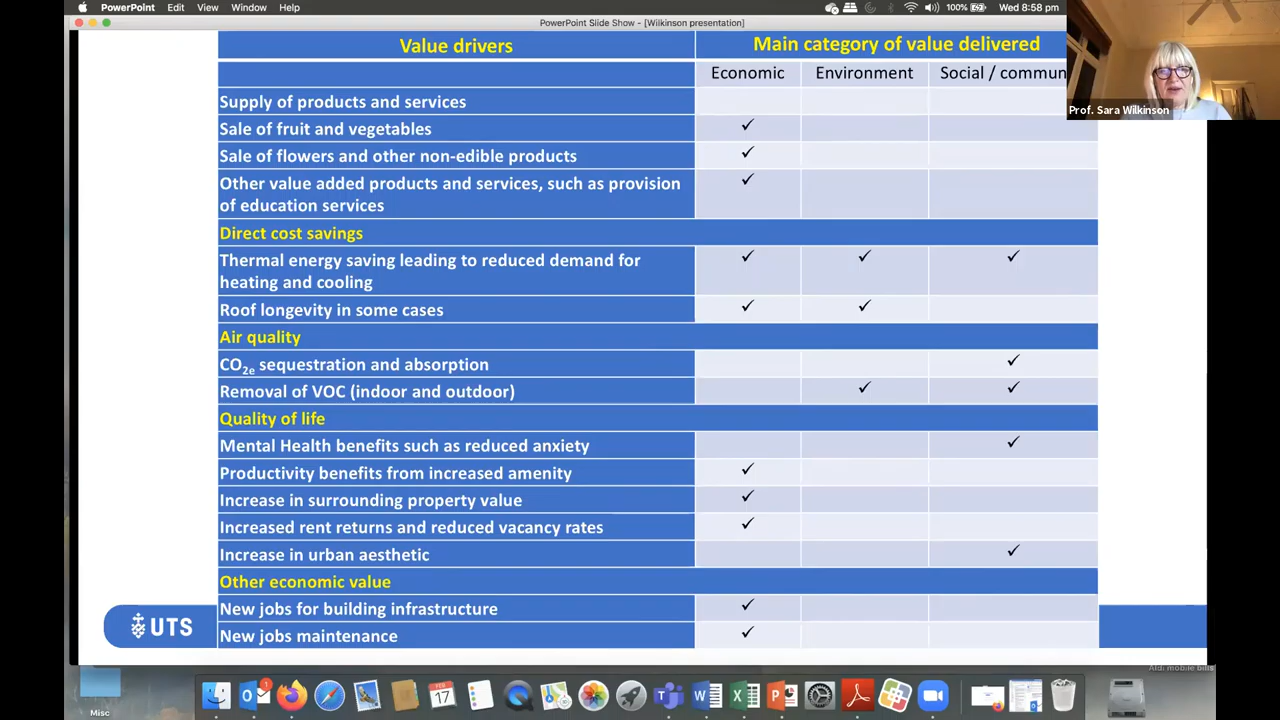 PowerPoint Edit View Window Help
100% Wed 8:58 pm
PowerPoint Slide Show - [Wilkinson presentation]
Prof. Sara Wilkinson
Value drivers Main category of value delivered
Economic Environment Social / commun
Supply of products and services
Sale of fruit and vegetables ✓
Sale of flowers and other non-edible products ✓
Other value added products and services, such as provision ✓
of education services
Direct cost savings
Thermal energy saving leading to reduced demand for ✓ ✓ ✓
heating and cooling
Roof longevity in some cases ✓ ✓
Air quality
CO2e sequestration and absorption ✓
Removal of VOC (indoor and outdoor) ✓ ✓
Quality of life
Mental Health benefits such as reduced anxiety ✓
Productivity benefits from increased amenity ✓
Increase in surrounding property value ✓
Increased rent returns and reduced vacancy rates ✓
Increase in urban aesthetic ✓
Other economic value
New jobs for building infrastructure ✓
New jobs maintenance ✓
UTS
Aldi mobile bills
FEB
17
Misc